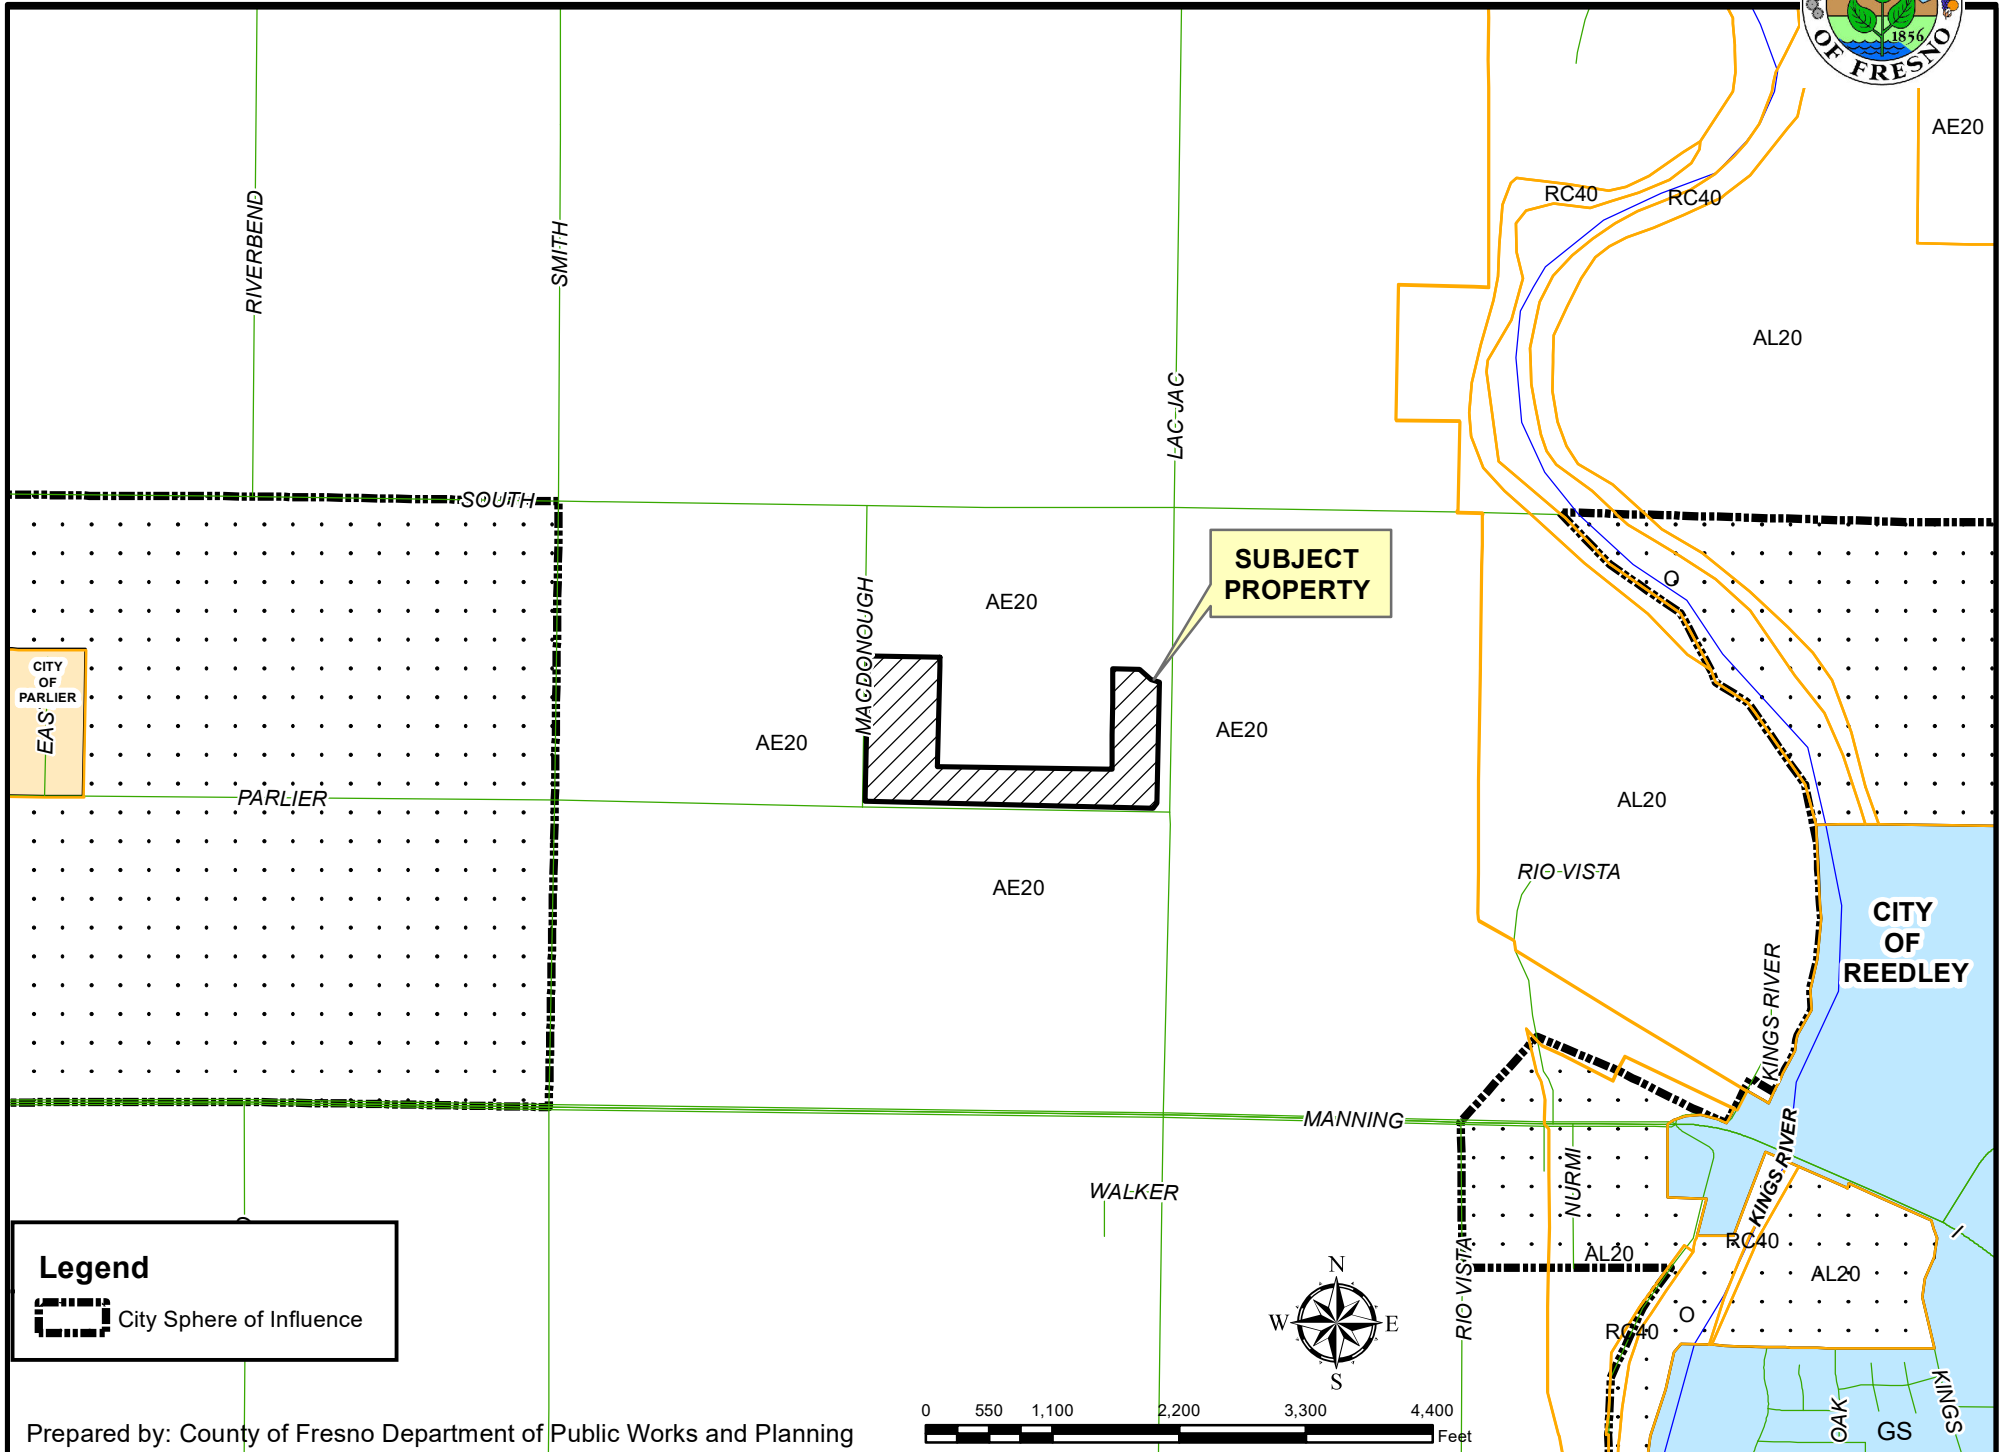 1856
OF FRESNO
AE20
RC40
RC40
RIVERBEND
SMITH
AL20
LAC JAC
SOUTH
SUBJECT
PROPERTY
O
MACDONOUGH
AE20
CITY
OF
PARLIER
EAS
AE20
AE20
PARLIER
AL20
RIO VISTA
AE20
CITY
OF
REEDLEY
KINGS RIVER
MANNING
NURMI
KINGS RIVER
WALKER
RC40
AL20
AL20
I
Legend
City Sphere of Influence
RIO VISTA
O
RC40
N
W
E
S
KINGS
OAK
GS
0 550 1,100 2,200 3,300 4,400
Feet
Prepared by: County of Fresno Department of Public Works and Planning